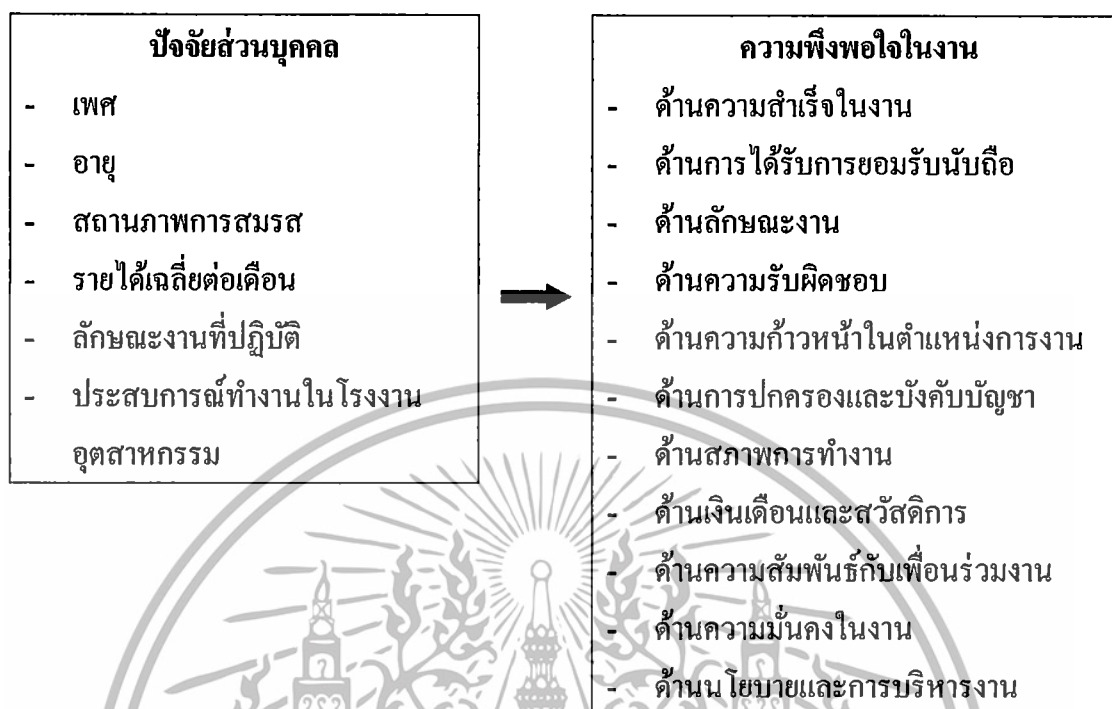 ปัจจัยส่วนบุคคล
- เพศ
- อายุ
- สถานภาพการสมรส
- รายได้เฉลี่ยต่อเดือน
- ลักษณะงานที่ปฏิบัติ
- ประสบการณ์ทำงานในโรงงาน
อุตสาหกรรม
ความพึงพอใจในงาน
- ด้านความสำเร็จในงาน
- ด้านการได้รับการยอมรับนับถือ
- ด้านลักษณะงาน
- ด้านความรับผิดชอบ
- ด้านความก้าวหน้าในตำแหน่งการงาน
- ด้านการปกครองและบังคับบัญชา
- ด้านสภาพการทำงาน
- ด้านเงินเดือนและสวัสดิการ
- ด้านความสัมพันธ์กับเพื่อนร่วมงาน
- ด้านความมั่นคงในงาน
- ด้านนโยบายและการบริหารงาน